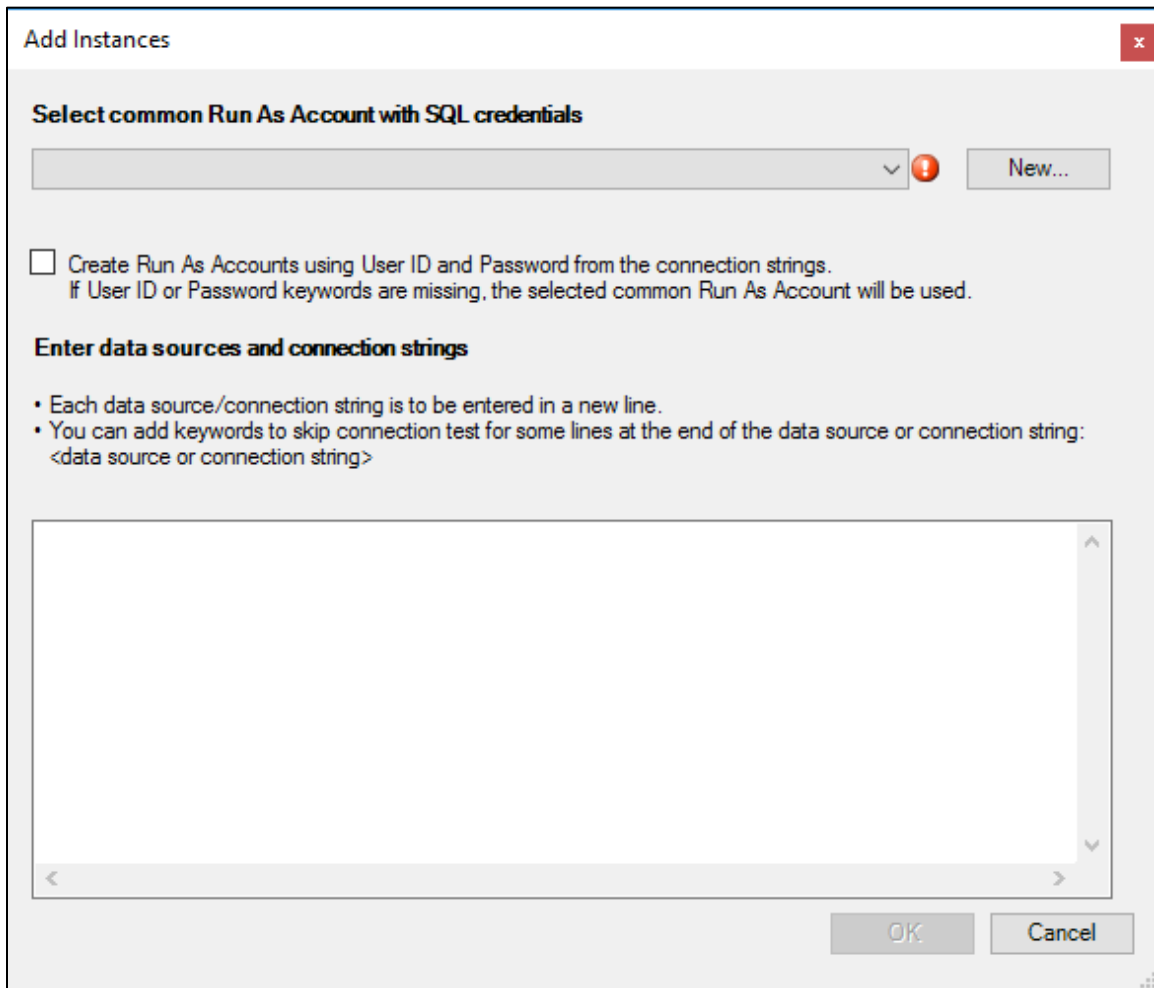 Add Instances
x
Select common Run As Account with SQL credentials
New...
Create Run As Accounts using User ID and Password from the connection strings.
If User ID or Password keywords are missing, the selected common Run As Account will be used.
Enter data sources and connection strings
• Each data source/connection string is to be entered in a new line.
• You can add keywords to skip connection test for some lines at the end of the data source or connection string:
<data source or connection string>
OK
Cancel